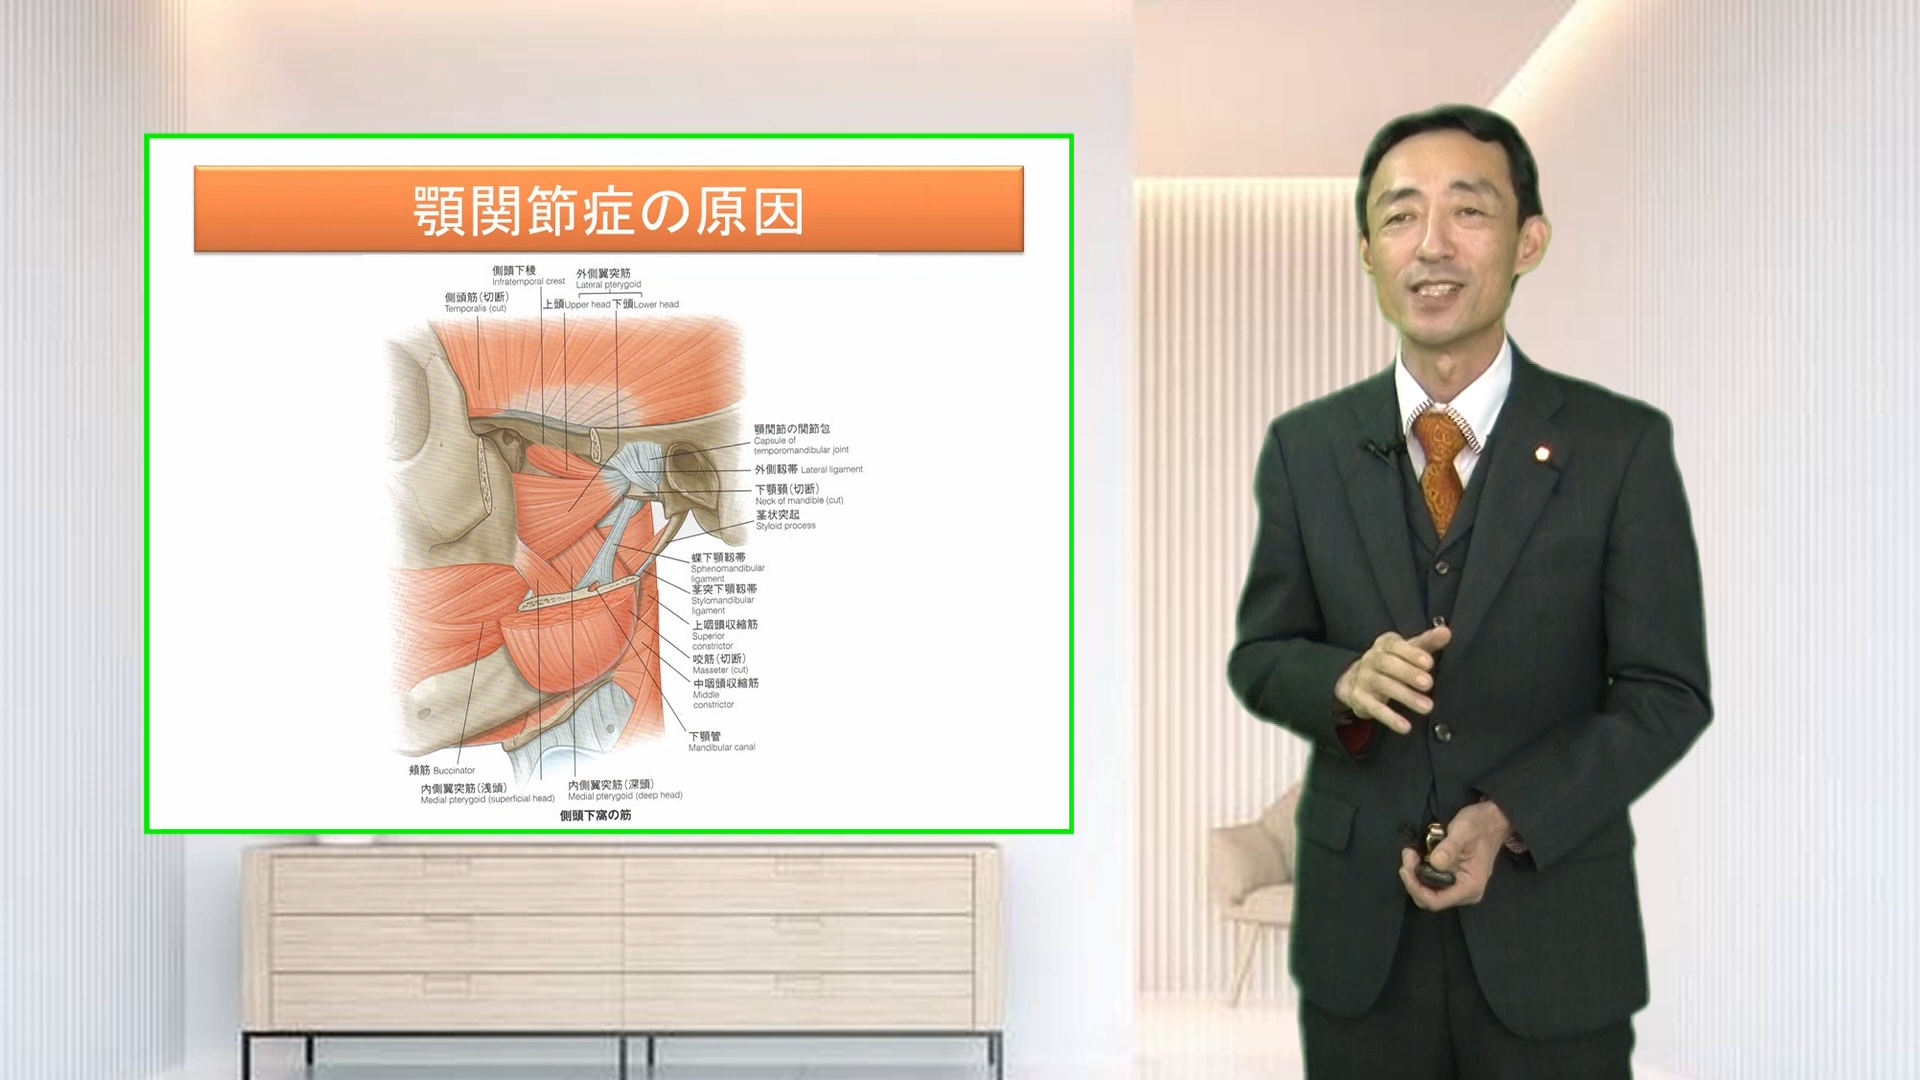 顎関節症の原因
側頭下稜
Infratemporal crest
外側翼突筋
Lateral pterygoid
側頭筋(切断)
Temporalis (cut)
上頭Upper head 下頭Lower head
顎関節の関節包
Capsule of
temporomandibular joint
外側靱帯 Lateral ligament
下顎頚(切断)
Neck of mandible (cut)
茎状突起
Styloid process
蝶下顎靱帯
Sphenomandibular
ligament
茎突下顎靱帯
Stylomandibular
ligament
上咽頭収縮筋
Superior
constrictor
咬筋(切断)
Masseter (cut)
中咽頭収縮筋
Middle
constrictor
下顎管
Mandibular canal
頬筋 Buccinator
内側翼突筋(浅頭)
Medial pterygoid (superficial head)
内側翼突筋(深頭)
Medial pterygoid (deep head)
側頭下窩の筋